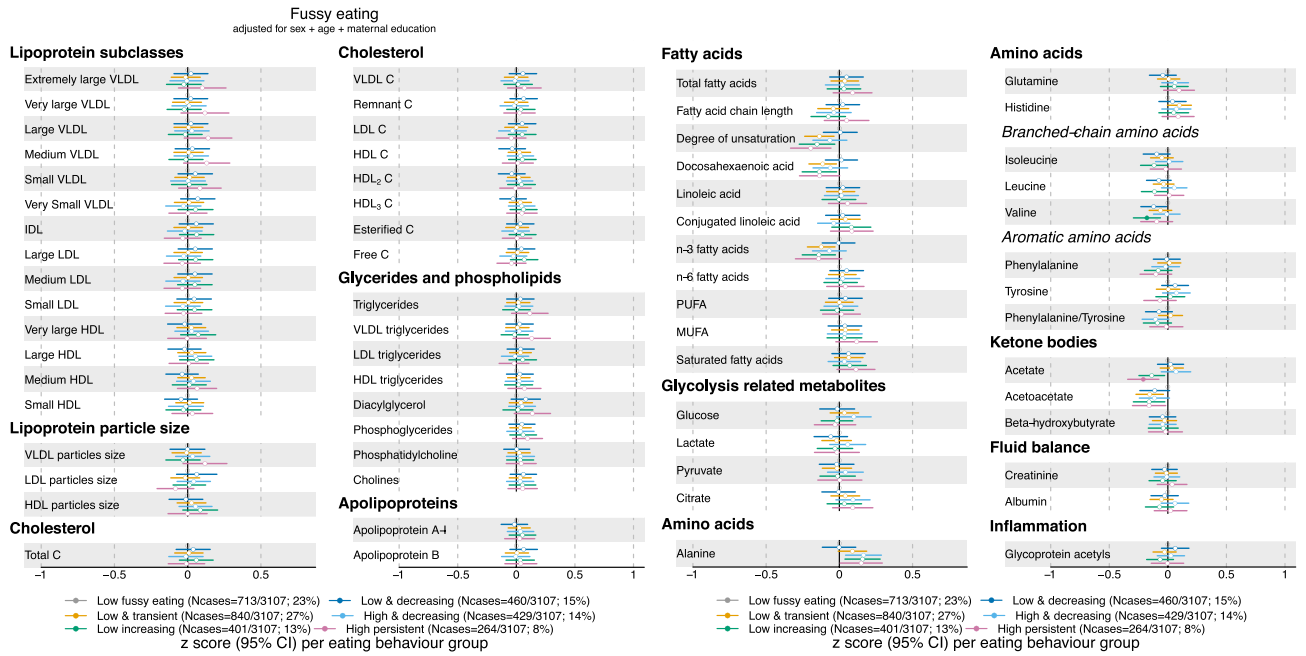 Fussy eating
adjusted for sex + age + maternal education
Lipoprotein subclasses
Extremely large VLDL
Very large VLDL
Large VLDL
Medium VLDL
Small VLDL
Very Small VLDL
IDL
Large LDL
Medium LDL
Small LDL
Very large HDL
Large HDL
Medium HDL
Small HDL
Lipoprotein particle size
VLDL particles size
LDL particles size
HDL particles size
Cholesterol
Total C
−1 −0.5 0 0.5
Cholesterol
VLDL C
Remnant C
LDL C
HDL C
HDL₂ C
HDL₃ C
Esterified C
Free C
Glycerides and phospholipids
Triglycerides
VLDL triglycerides
LDL triglycerides
HDL triglycerides
Diacylglycerol
Phosphoglycerides
Phosphatidylcholine
Cholines
Apolipoproteins
Apolipoprotein A−I
Apolipoprotein B
−1 −0.5 0 0.5 1
Low fussy eating (Ncases=713/3107; 23%) Low & decreasing (Ncases=460/3107; 15%)
Low & transient (Ncases=840/3107; 27%) High & decreasing (Ncases=429/3107; 14%)
Low increasing (Ncases=401/3107; 13%) High persistent (Ncases=264/3107; 8%)
z score (95% CI) per eating behaviour group
Fatty acids
Total fatty acids
Fatty acid chain length
Degree of unsaturation
Docosahexaenoic acid
Linoleic acid
Conjugated linoleic acid
n−3 fatty acids
n−6 fatty acids
PUFA
MUFA
Saturated fatty acids
Glycolysis related metabolites
Glucose
Lactate
Pyruvate
Citrate
Amino acids
Alanine
−1 −0.5 0 0.5
Amino acids
Glutamine
Histidine
Branched−chain amino acids
Isoleucine
Leucine
Valine
Aromatic amino acids
Phenylalanine
Tyrosine
Phenylalanine/Tyrosine
Ketone bodies
Acetate
Acetoacetate
Beta−hydroxybutyrate
Fluid balance
Creatinine
Albumin
Inflammation
Glycoprotein acetyls
−1 −0.5 0 0.5 1
Low fussy eating (Ncases=713/3107; 23%) Low & decreasing (Ncases=460/3107; 15%)
Low & transient (Ncases=840/3107; 27%) High & decreasing (Ncases=429/3107; 14%)
Low increasing (Ncases=401/3107; 13%) High persistent (Ncases=264/3107; 8%)
z score (95% CI) per eating behaviour group